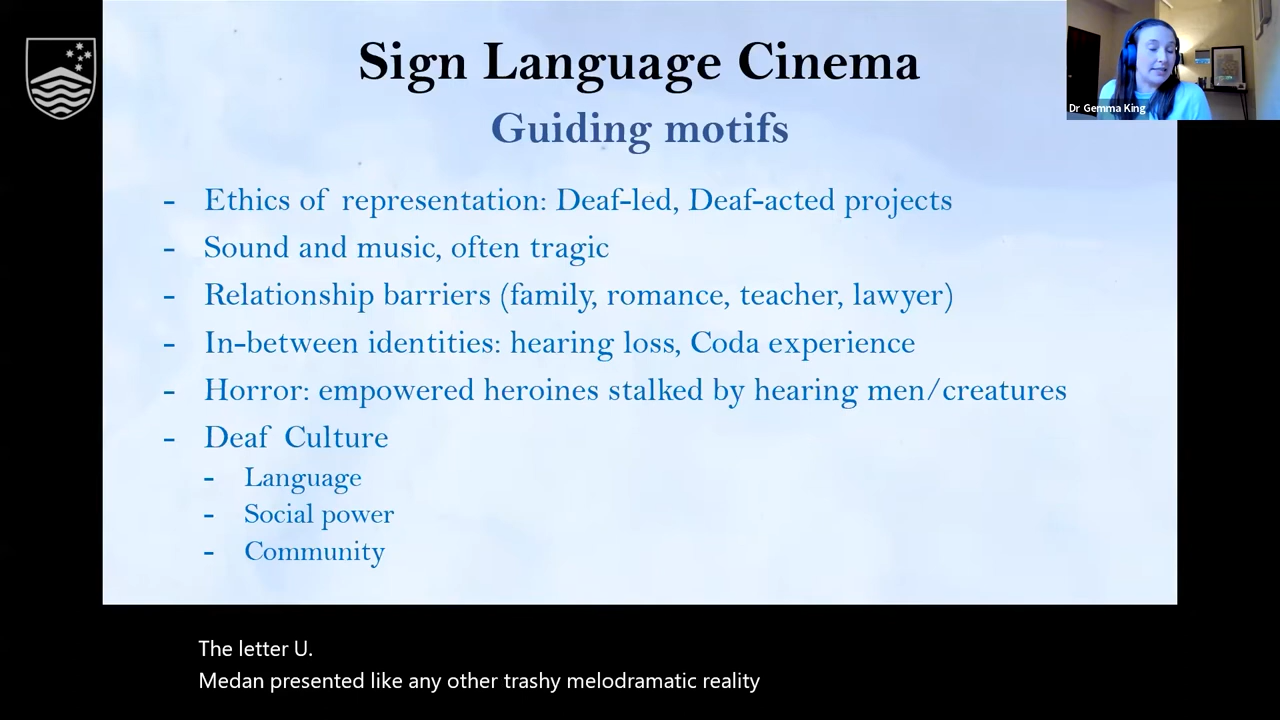 Sign Language Cinema
Guiding motifs
Dr Gemma King
- Ethics of representation: Deaf-led, Deaf-acted projects
- Sound and music, often tragic
- Relationship barriers (family, romance, teacher, lawyer)
- In-between identities: hearing loss, Coda experience
- Horror: empowered heroines stalked by hearing men/creatures
- Deaf Culture
- Language
- Social power
- Community
The letter U.
Medan presented like any other trashy melodramatic reality